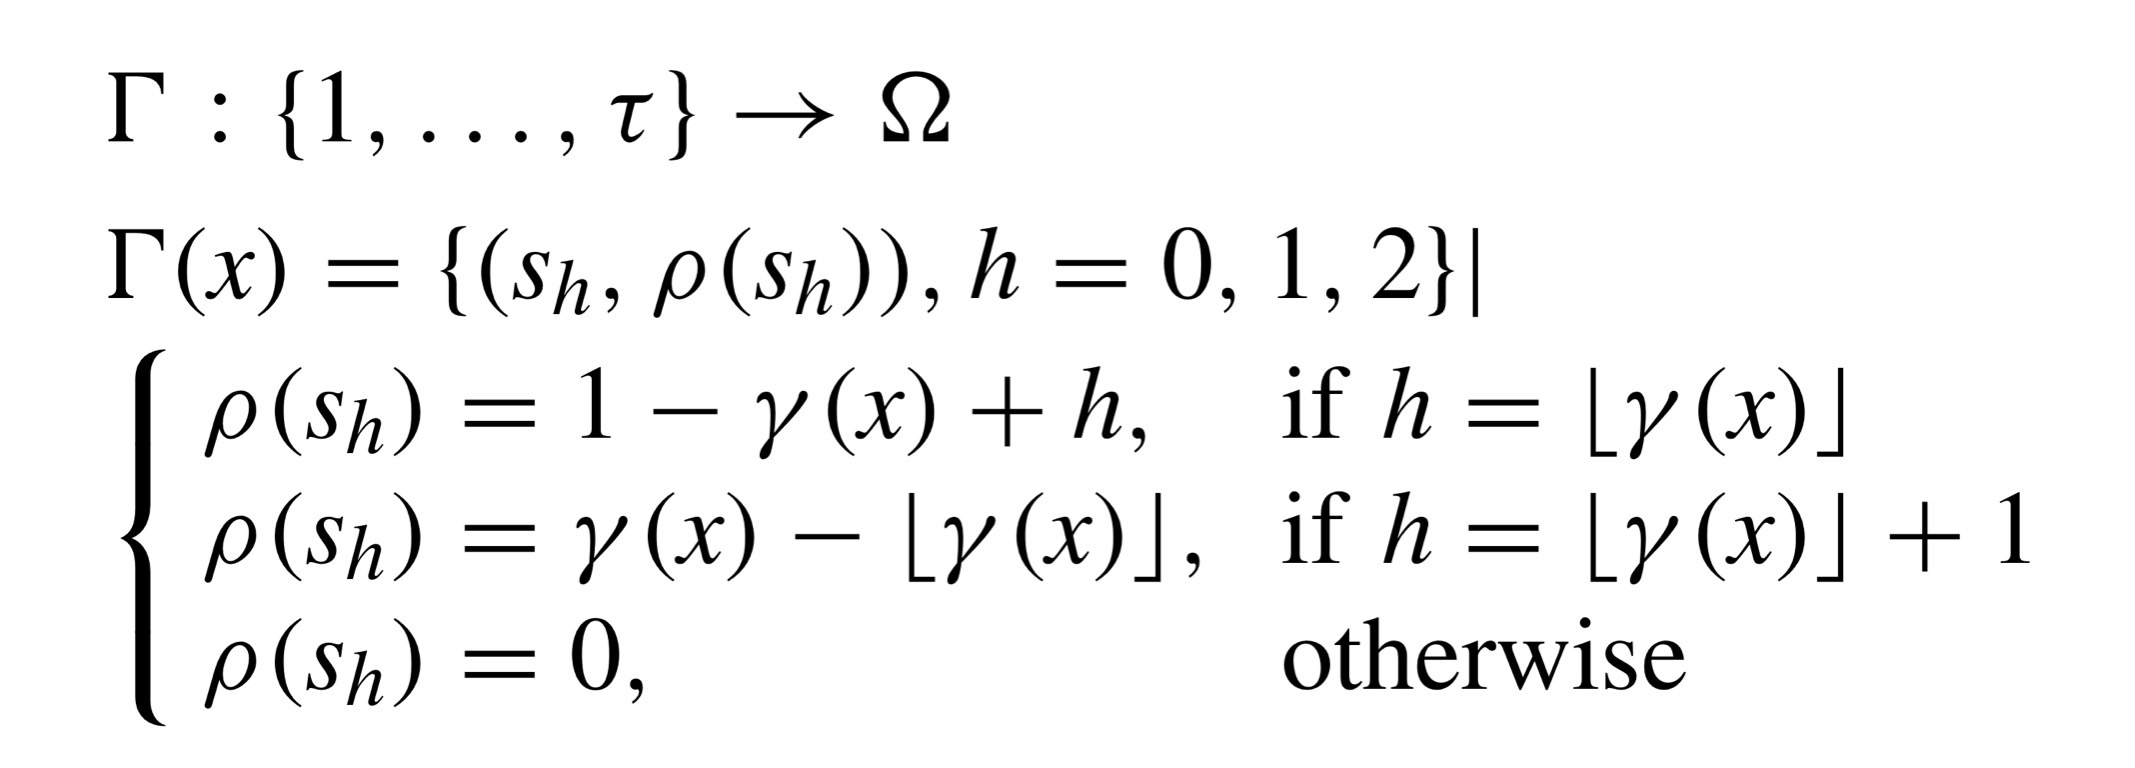 Γ : {1, . . . , τ} → Ω
Γ(x) = {(s_h, ρ(s_h)), h = 0, 1, 2}|
ρ(s_h) = 1 − γ(x) + h, if h = ⌊γ(x)⌋
ρ(s_h) = γ(x) − ⌊γ(x)⌋, if h = ⌊γ(x)⌋ + 1
ρ(s_h) = 0, otherwise